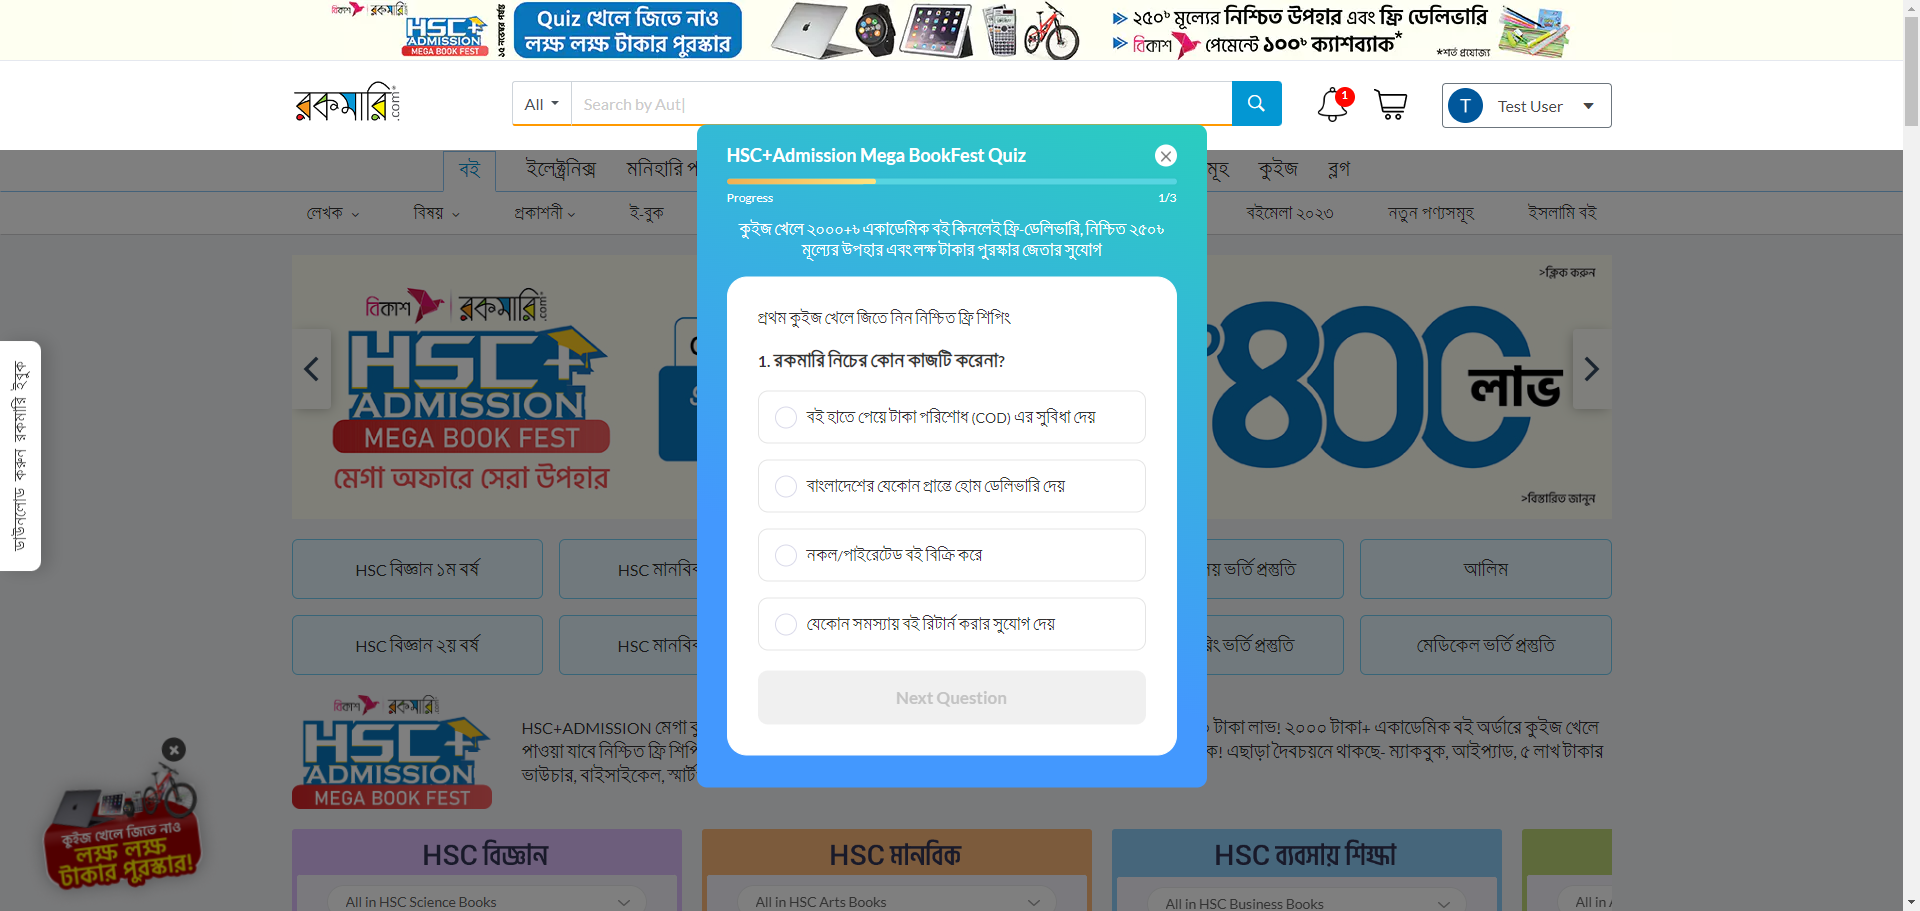 বিকাশ রকমারি
HSC+
ADMISSION
MEGA BOOK FEST
Quiz খেলে জিতে নাও
লক্ষ লক্ষ টাকার পুরস্কার
২৫০৳ মূল্যের নিশ্চিত উপহার এবং ফ্রি ডেলিভারি
বিকাশ পেমেন্টে ১০০৳ ক্যাশব্যাক*
*শর্ত প্রযোজ্য
রকমারি.com
All
Search by Aut|
1
T Test User
HSC+Admission Mega BookFest Quiz
Progress 1/3
কুইজ খেলে ২০০০+৳ একাডেমিক বই কিনলেই ফ্রি-ডেলিভারি, নিশ্চিত ২৫০৳
মূল্যের উপহার এবং লক্ষ টাকার পুরস্কার জেতার সুযোগ
প্রথম কুইজ খেলে জিতে নিন নিশ্চিত ফ্রি শিপিং
1. রকমারি নিচের কোন কাজটি করেনা?
বই হাতে পেয়ে টাকা পরিশোধ (COD) এর সুবিধা দেয়
বাংলাদেশের যেকোন প্রান্তে হোম ডেলিভারি দেয়
নকল/পাইরেটেড বই বিক্রি করে
যেকোন সমস্যায় বই রিটার্ন করার সুযোগ দেয়
Next Question
বই ইলেক্ট্রনিক্স মনিহারি প
মূহ কুইজ ব্লগ
লেখক বিষয় প্রকাশনী ই-বুক
বইমেলা ২০২৩ নতুন পণ্যসমূহ ইসলামি বই
ডাউনলোড করুন রকমারি ইবুক
বিকাশ রকমারি.com
HSC+
ADMISSION
MEGA BOOK FEST
মেগা অফারে সেরা উপহার
>ক্লিক করুন
৳400 লাভ
>বিস্তারিত জানুন
HSC বিজ্ঞান ১ম বর্ষ
HSC মানবিক
য় ভর্তি প্রস্তুতি
আলিম
HSC বিজ্ঞান ২য় বর্ষ
HSC মানবিক
রিং ভর্তি প্রস্তুতি
মেডিকেল ভর্তি প্রস্তুতি
বিকাশ রকমারি
HSC+
ADMISSION
MEGA BOOK FEST
HSC+ADMISSION মেগা বু
টাকা লাভ! ২০০০ টাকা+ একাডেমিক বই অর্ডারে কুইজ খেলে
পাওয়া যাবে নিশ্চিত ফ্রি শিপি
ক! এছাড়া দৈবচয়নে থাকছে- ম্যাকবুক, আইপ্যাড, ৫ লাখ টাকার
ভাউচার, বাইসাইকেল, স্মার্ট
কুইজ খেলে জিতে নাও
লক্ষ লক্ষ
টাকার পুরস্কার!
HSC বিজ্ঞান
All in HSC Science Books
HSC মানবিক
All in HSC Arts Books
HSC ব্যবসায় শিক্ষা
All in HSC Business Books
All in A